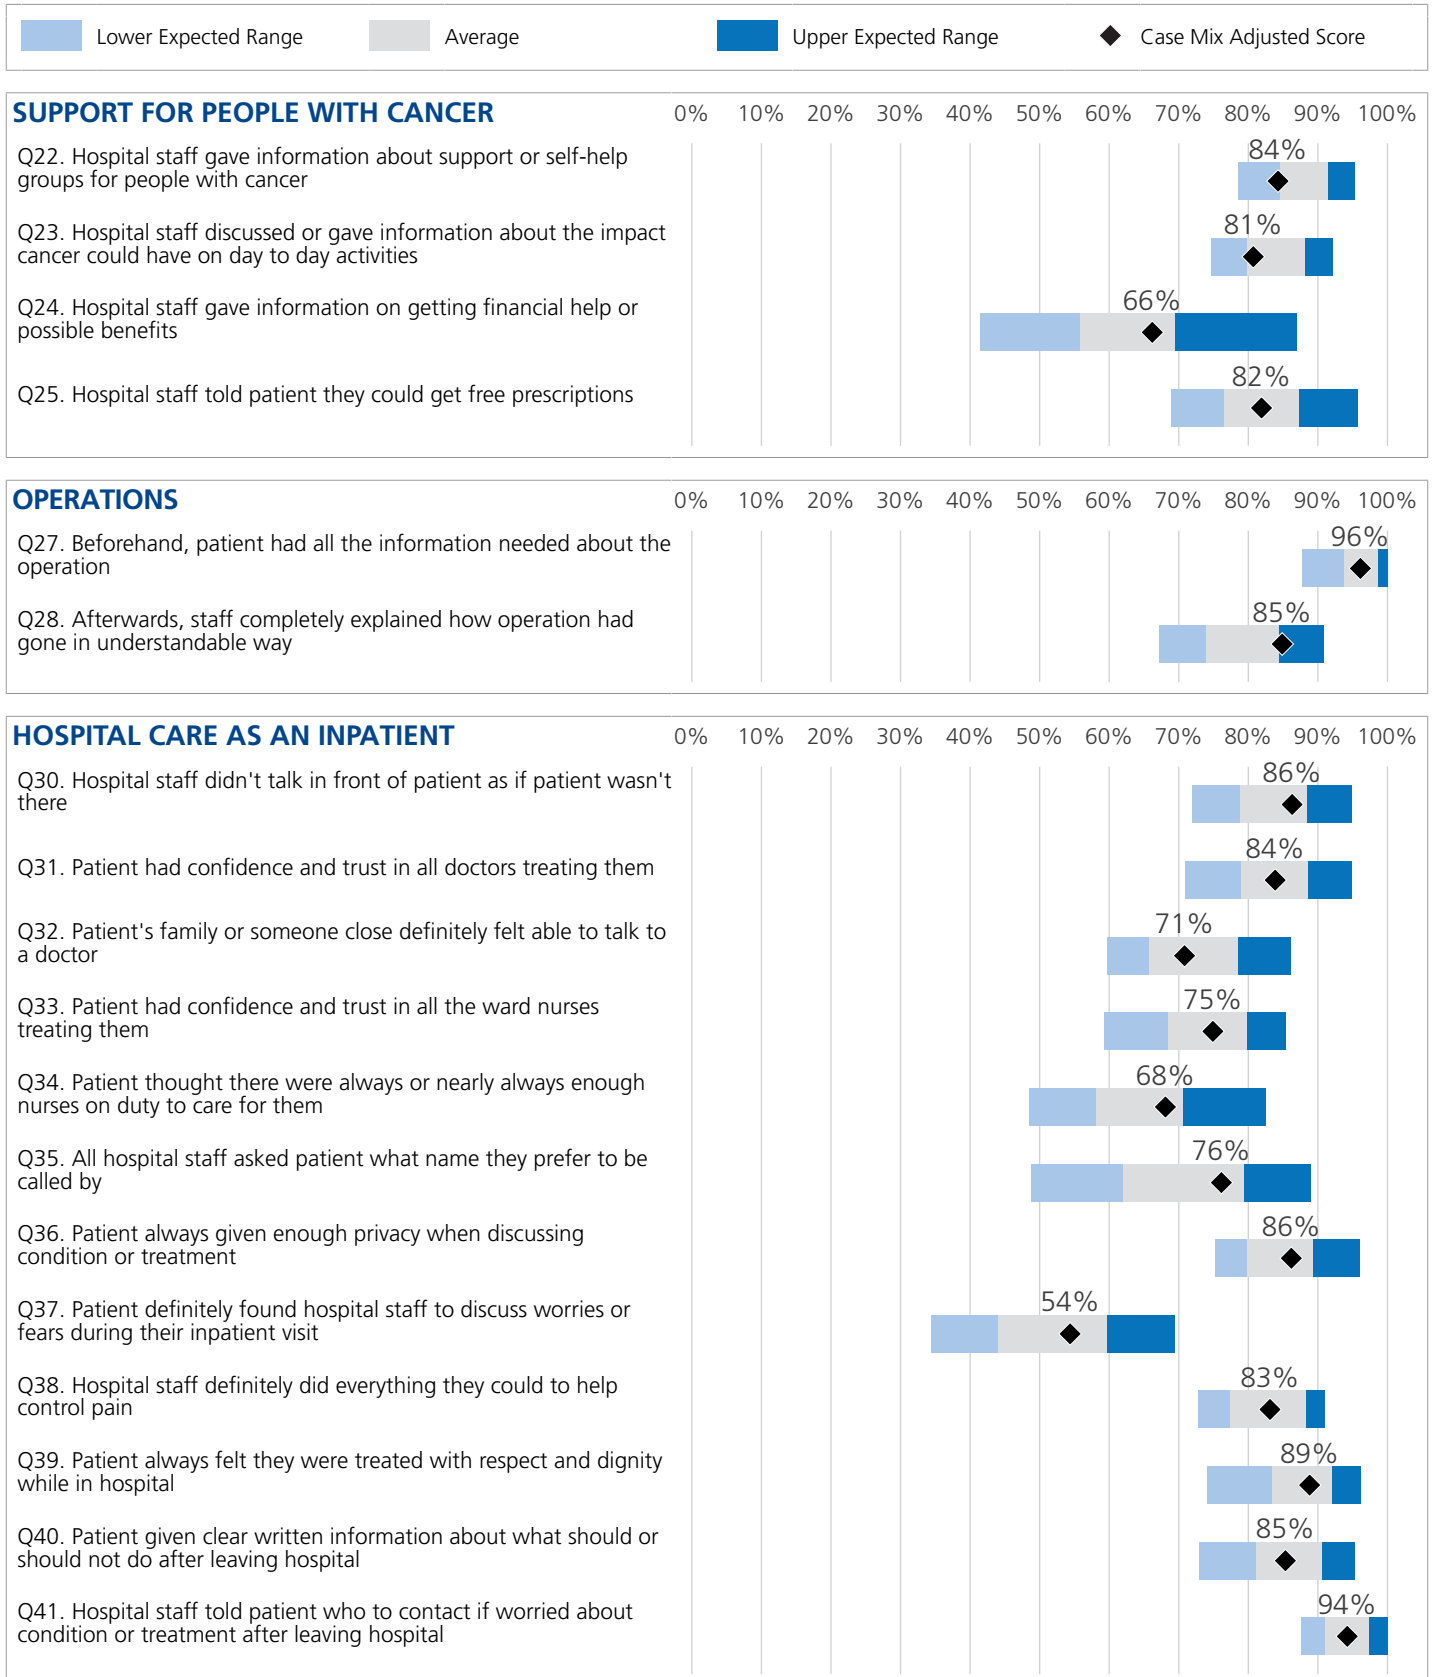 Lower Expected Range Average Upper Expected Range Case Mix Adjusted Score
SUPPORT FOR PEOPLE WITH CANCER 0% 10% 20% 30% 40% 50% 60% 70% 80% 90% 100%
Q22. Hospital staff gave information about support or self-help
groups for people with cancer
84%
Q23. Hospital staff discussed or gave information about the impact
cancer could have on day to day activities
81%
Q24. Hospital staff gave information on getting financial help or
possible benefits
66%
Q25. Hospital staff told patient they could get free prescriptions
82%
OPERATIONS 0% 10% 20% 30% 40% 50% 60% 70% 80% 90% 100%
Q27. Beforehand, patient had all the information needed about the
operation
96%
Q28. Afterwards, staff completely explained how operation had
gone in understandable way
85%
HOSPITAL CARE AS AN INPATIENT 0% 10% 20% 30% 40% 50% 60% 70% 80% 90% 100%
Q30. Hospital staff didn't talk in front of patient as if patient wasn't
there
86%
Q31. Patient had confidence and trust in all doctors treating them
84%
Q32. Patient's family or someone close definitely felt able to talk to
a doctor
71%
Q33. Patient had confidence and trust in all the ward nurses
treating them
75%
Q34. Patient thought there were always or nearly always enough
nurses on duty to care for them
68%
Q35. All hospital staff asked patient what name they prefer to be
called by
76%
Q36. Patient always given enough privacy when discussing
condition or treatment
86%
Q37. Patient definitely found hospital staff to discuss worries or
fears during their inpatient visit
54%
Q38. Hospital staff definitely did everything they could to help
control pain
83%
Q39. Patient always felt they were treated with respect and dignity
while in hospital
89%
Q40. Patient given clear written information about what should or
should not do after leaving hospital
85%
Q41. Hospital staff told patient who to contact if worried about
condition or treatment after leaving hospital
94%